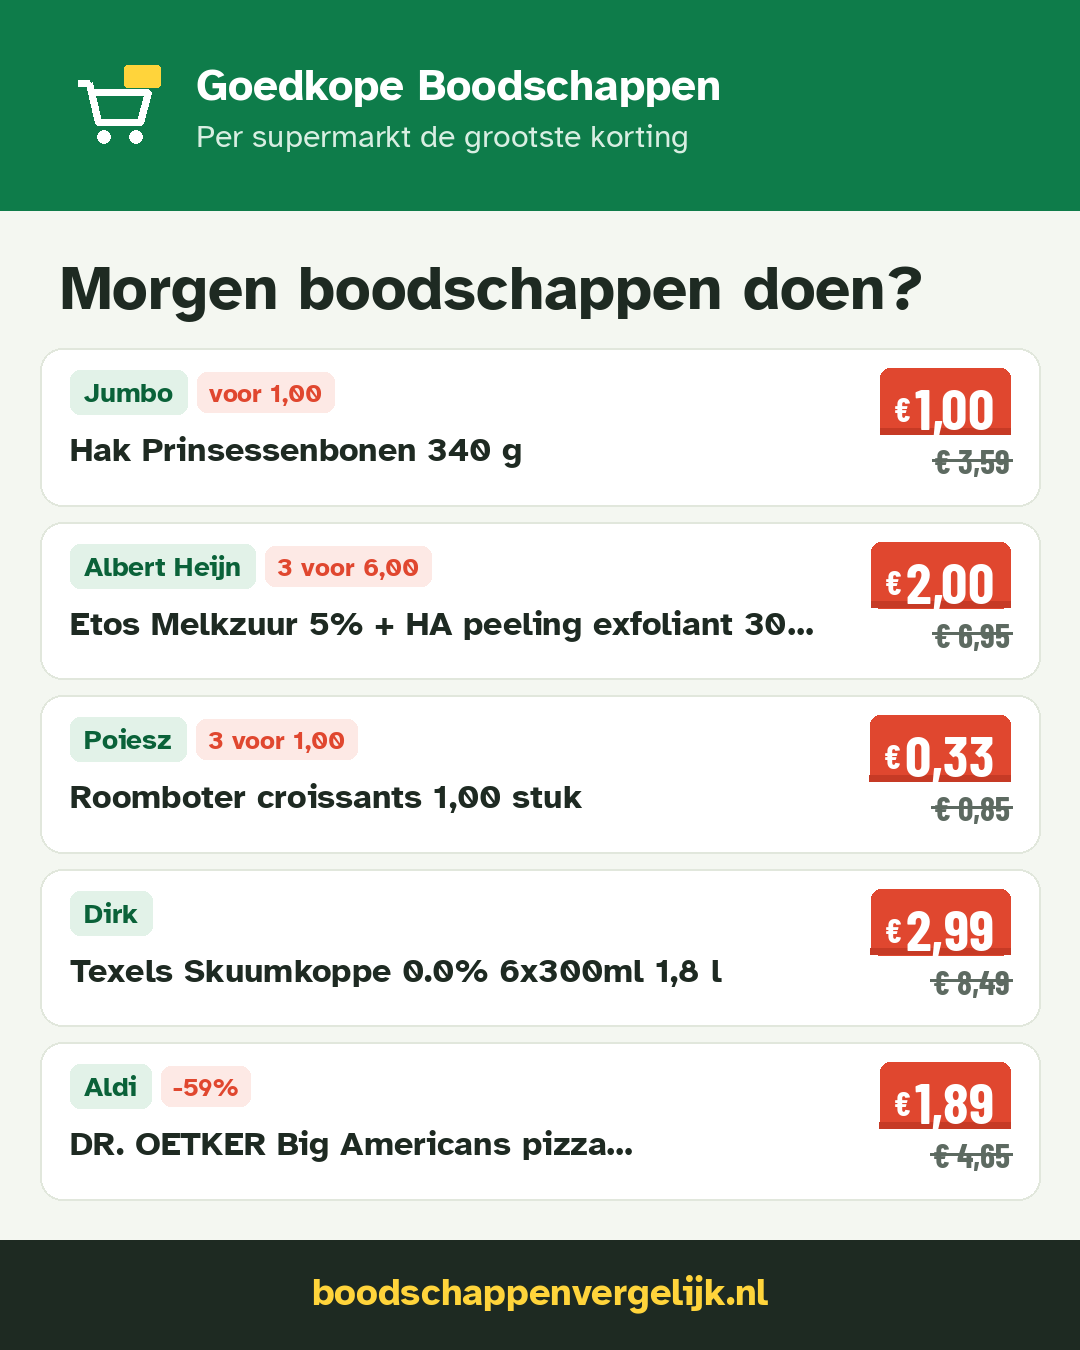 Goedkope Boodschappen
Per supermarkt de grootste korting
Morgen boodschappen doen?
Jumbo voor 1,00
€ 1,00
Hak Prinsessenbonen 340 g
€ 3,59
Albert Heijn 3 voor 6,00
€ 2,00
Etos Melkzuur 5% + HA peeling exfoliant 30...
€ 6,95
Poiesz 3 voor 1,00
€ 0,33
Roomboter croissants 1,00 stuk
€ 0,85
Dirk
€ 2,99
Texels Skuumkoppe 0.0% 6x300ml 1,8 l
€ 8,49
Aldi -59%
€ 1,89
DR. OETKER Big Americans pizza...
€ 4,65
boodschappenvergelijk.nl